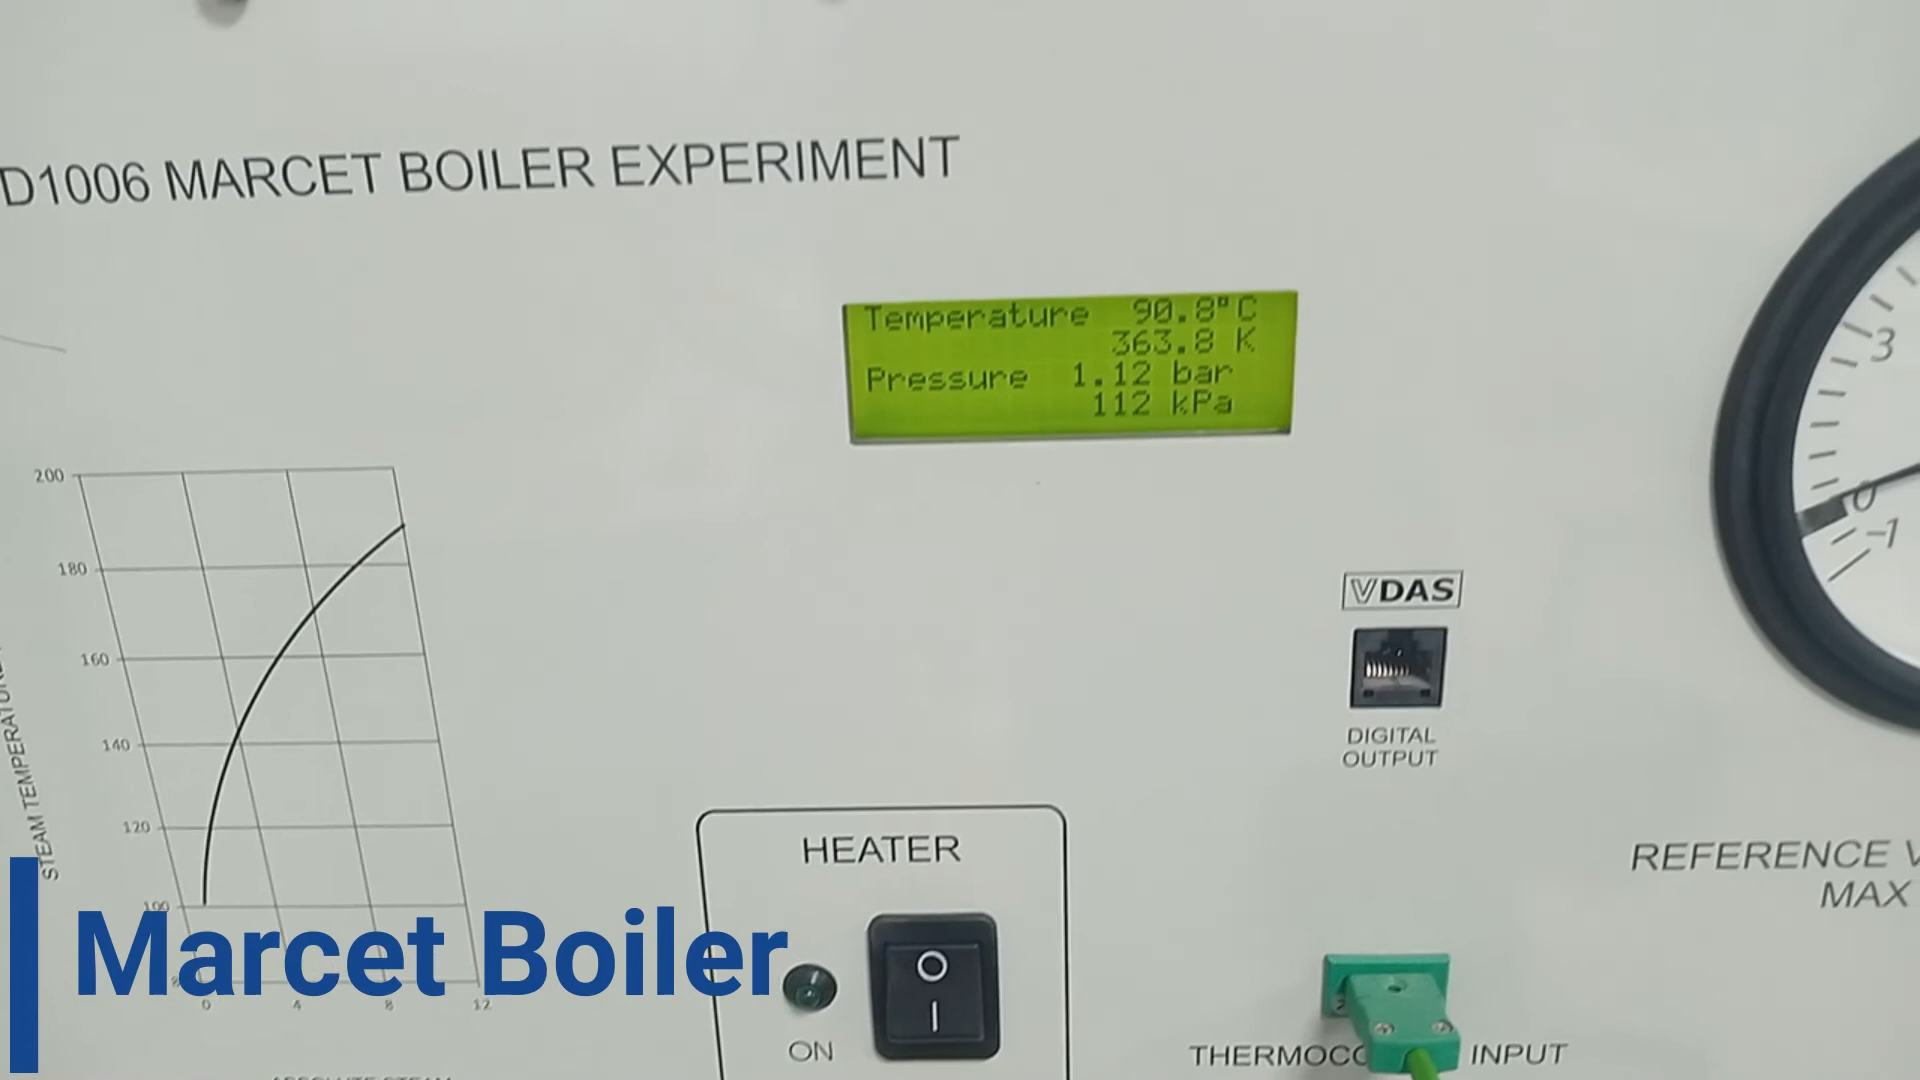 D1006 MARCET BOILER EXPERIMENT
Temperature 90.8°C
363.8 K
Pressure 1.12 bar
112 kPa
3
0
-1
200
180
160
140
120
100
0 4 8 12
STEAM TEMPERATURE
VDAS
DIGITAL
OUTPUT
HEATER
ON
REFERENCE
MAX
INPUT
Marcet Boiler